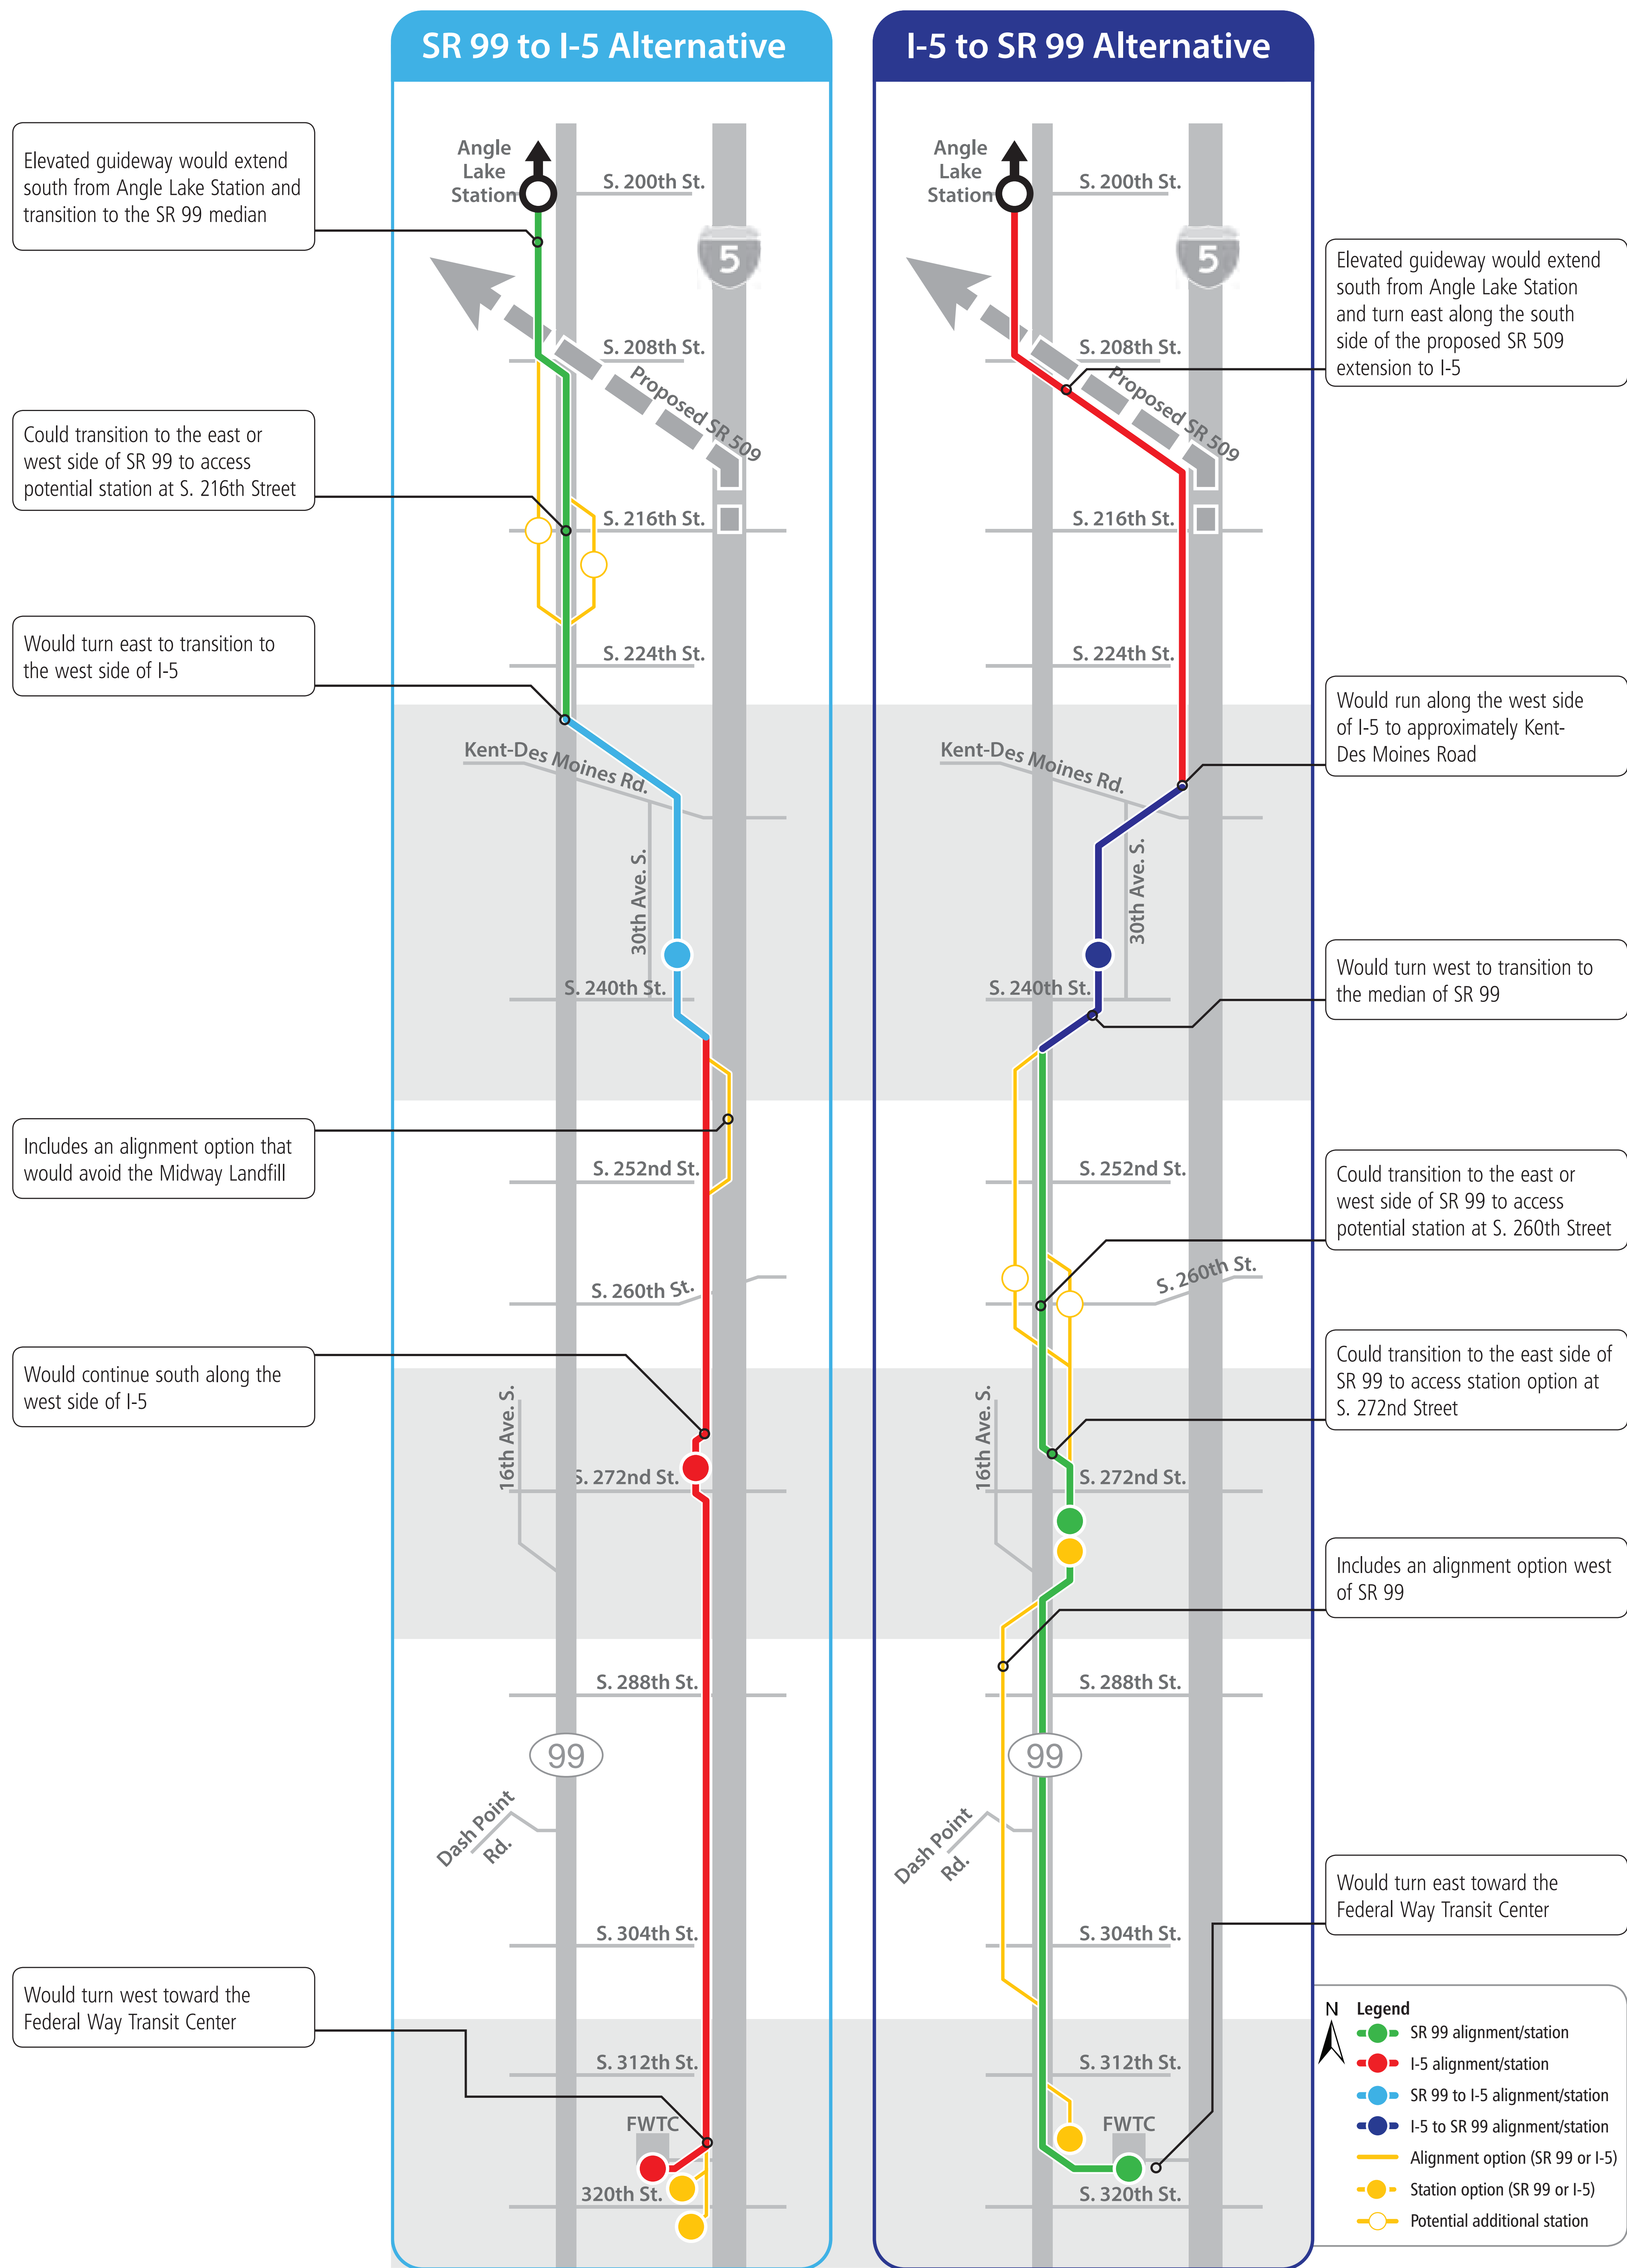 SR 99 to I-5 Alternative
Elevated guideway would extend
south from Angle Lake Station and
transition to the SR 99 median
Could transition to the east or
west side of SR 99 to access
potential station at S. 216th Street
Would turn east to transition to
the west side of I-5
Includes an alignment option that
would avoid the Midway Landfill
Would continue south along the
west side of I-5
Would turn west toward the
Federal Way Transit Center
Angle
Lake
Station
S. 200th St.
5
S. 208th St.
Proposed SR 509
S. 216th St.
S. 224th St.
Kent-Des Moines Rd.
30th Ave. S.
S. 240th St.
S. 252nd St.
S. 260th St.
16th Ave. S.
S. 272nd St.
S. 288th St.
99
Dash Point
Rd.
S. 304th St.
S. 312th St.
FWTC
320th St.
I-5 to SR 99 Alternative
Angle
Lake
Station
S. 200th St.
5
S. 208th St.
Proposed SR 509
S. 216th St.
S. 224th St.
Kent-Des Moines Rd.
30th Ave. S.
S. 240th St.
S. 252nd St.
S. 260th St.
16th Ave. S.
S. 272nd St.
S. 288th St.
99
Dash Point
Rd.
S. 304th St.
S. 312th St.
FWTC
S. 320th St.
Elevated guideway would extend
south from Angle Lake Station
and turn east along the south
side of the proposed SR 509
extension to I-5
Would run along the west side
of I-5 to approximately Kent-
Des Moines Road
Would turn west to transition to
the median of SR 99
Could transition to the east or
west side of SR 99 to access
potential station at S. 260th Street
Could transition to the east side of
SR 99 to access station option at
S. 272nd Street
Includes an alignment option west
of SR 99
Would turn east toward the
Federal Way Transit Center
N
Legend
SR 99 alignment/station
I-5 alignment/station
SR 99 to I-5 alignment/station
I-5 to SR 99 alignment/station
Alignment option (SR 99 or I-5)
Station option (SR 99 or I-5)
Potential additional station